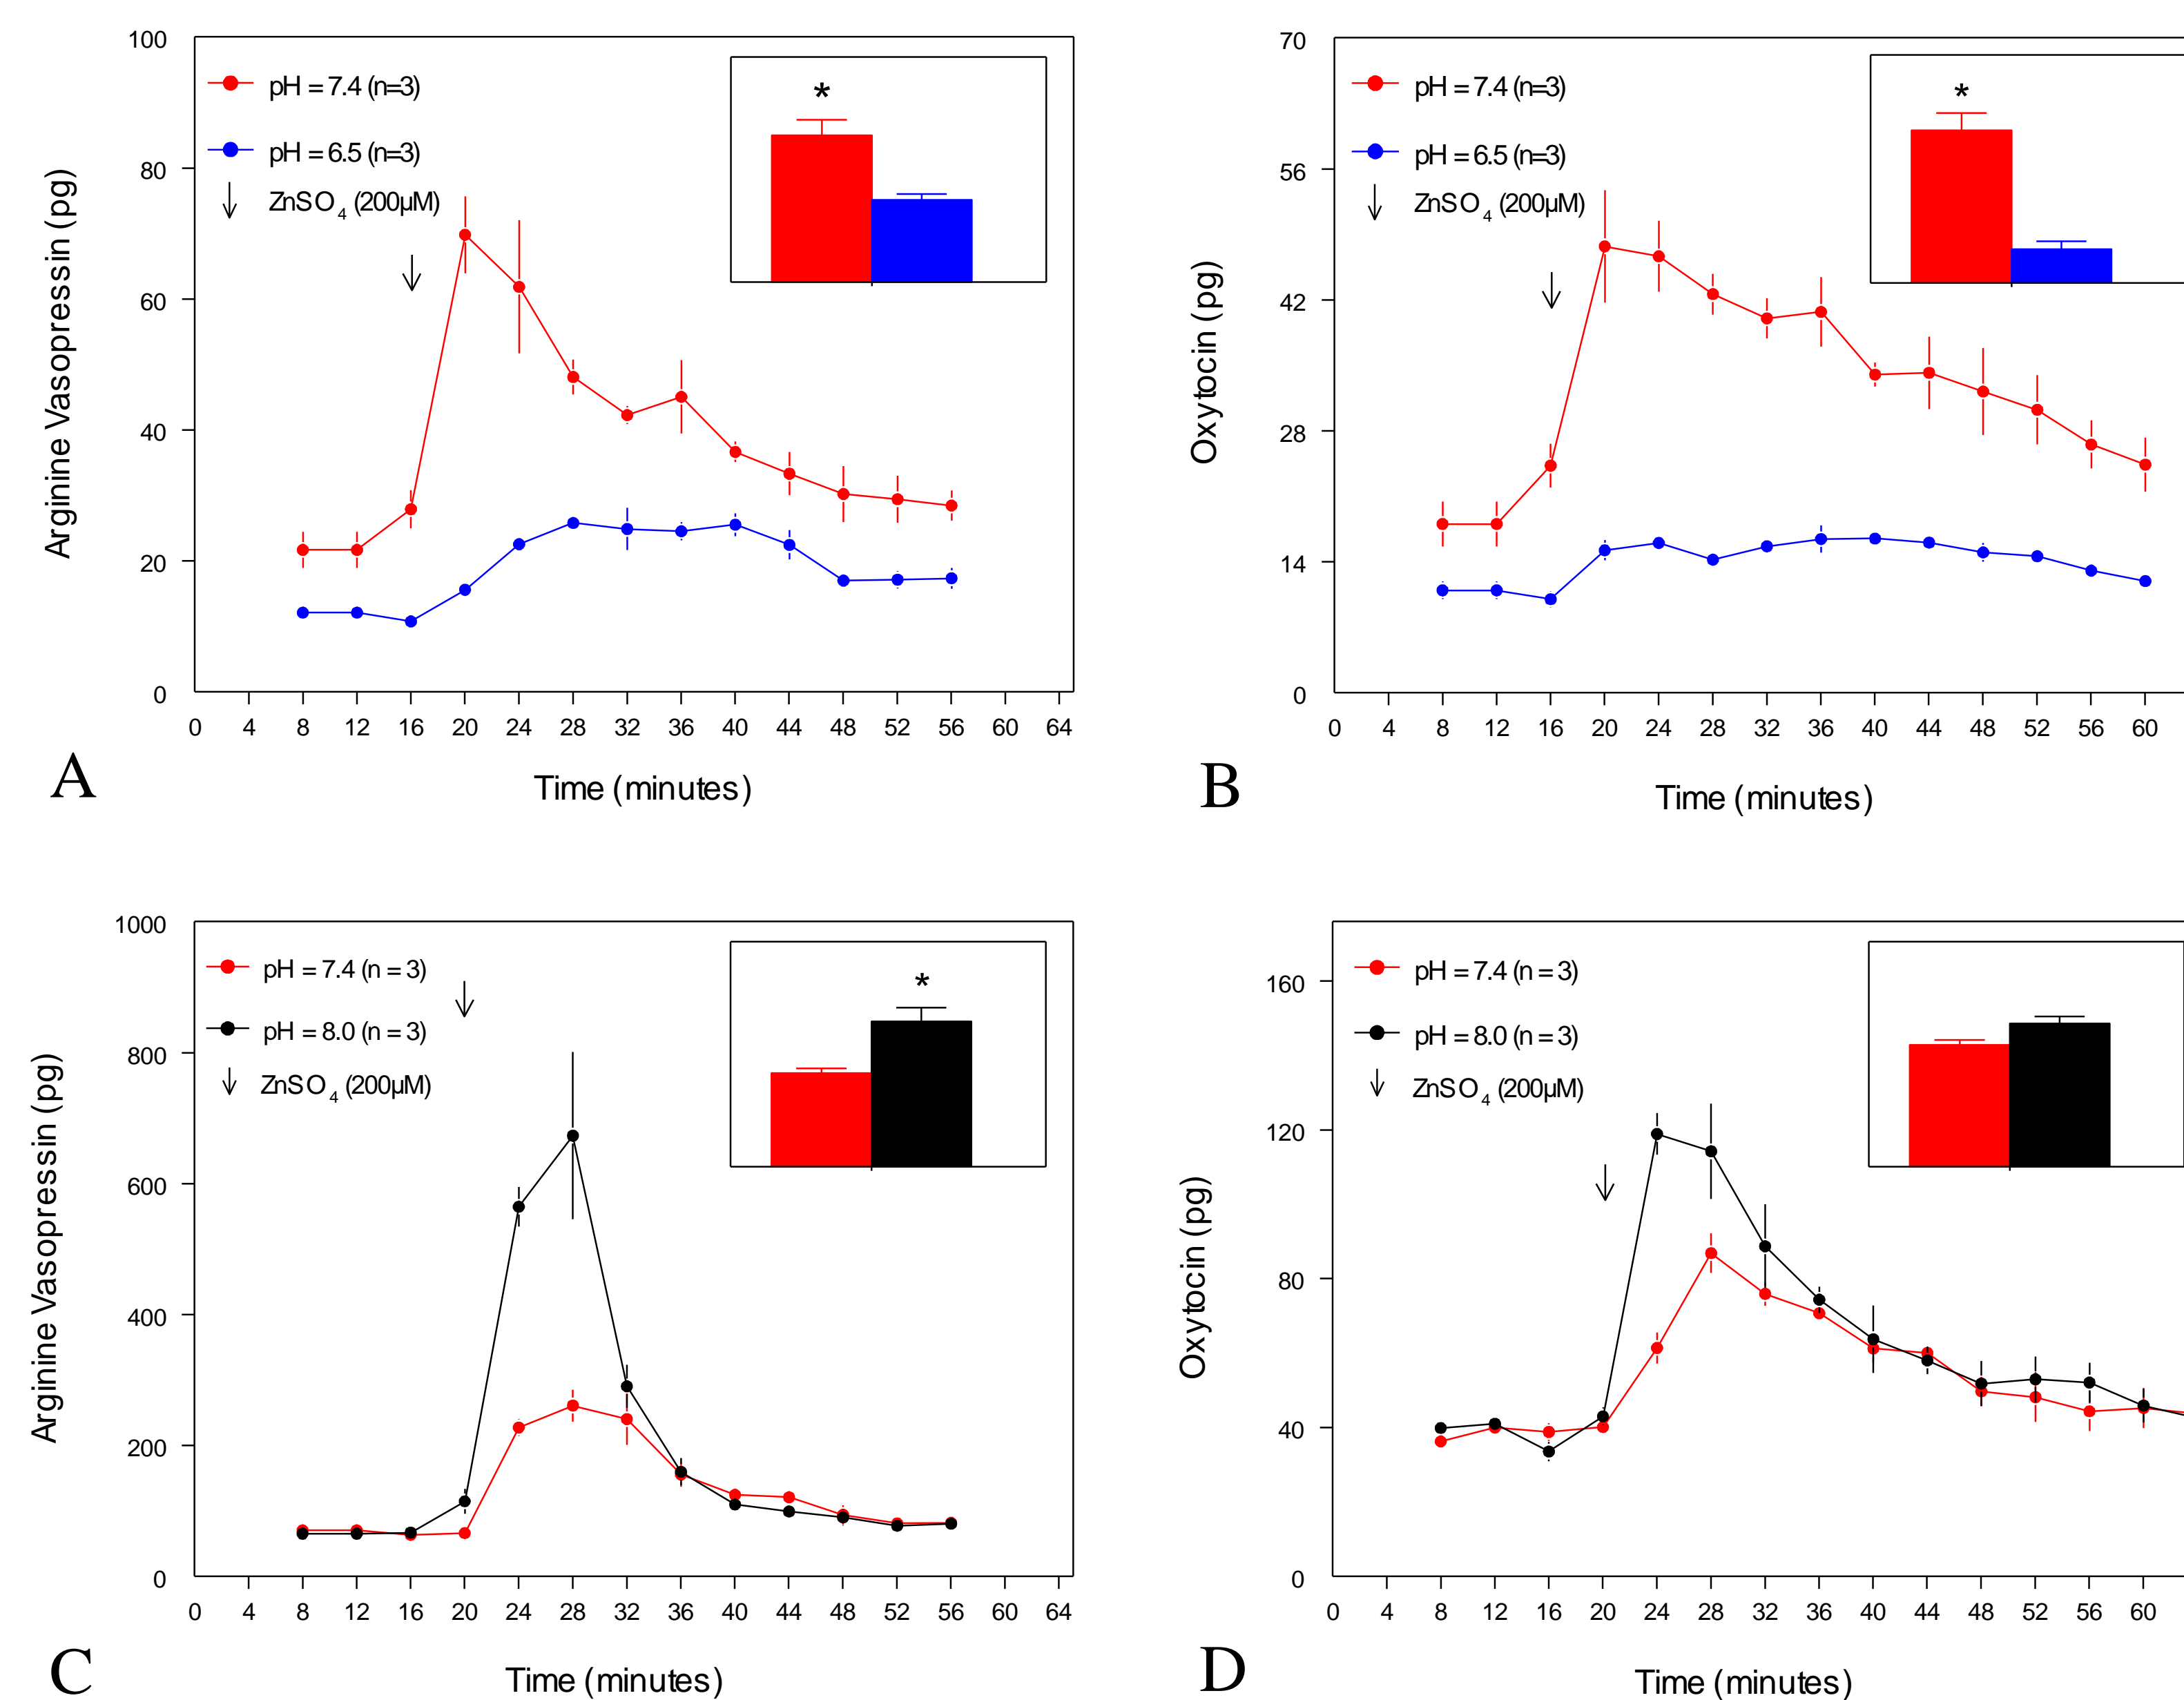 100
80
60
40
20
0
Arginine Vasopressin (pg)
pH = 7.4 (n=3)
pH = 6.5 (n=3)
ZnSO4 (200µM)
*
0 4 8 12 16 20 24 28 32 36 40 44 48 52 56 60 64
Time (minutes)
A
70
56
42
28
14
0
Oxytocin (pg)
pH = 7.4 (n=3)
pH = 6.5 (n=3)
ZnSO4 (200µM)
*
0 4 8 12 16 20 24 28 32 36 40 44 48 52 56 60
Time (minutes)
B
1000
800
600
400
200
0
Arginine Vasopressin (pg)
pH = 7.4 (n = 3)
pH = 8.0 (n = 3)
ZnSO4 (200µM)
*
0 4 8 12 16 20 24 28 32 36 40 44 48 52 56 60 64
Time (minutes)
C
160
120
80
40
0
Oxytocin (pg)
pH = 7.4 (n = 3)
pH = 8.0 (n = 3)
ZnSO4 (200µM)
0 4 8 12 16 20 24 28 32 36 40 44 48 52 56 60
Time (minutes)
D